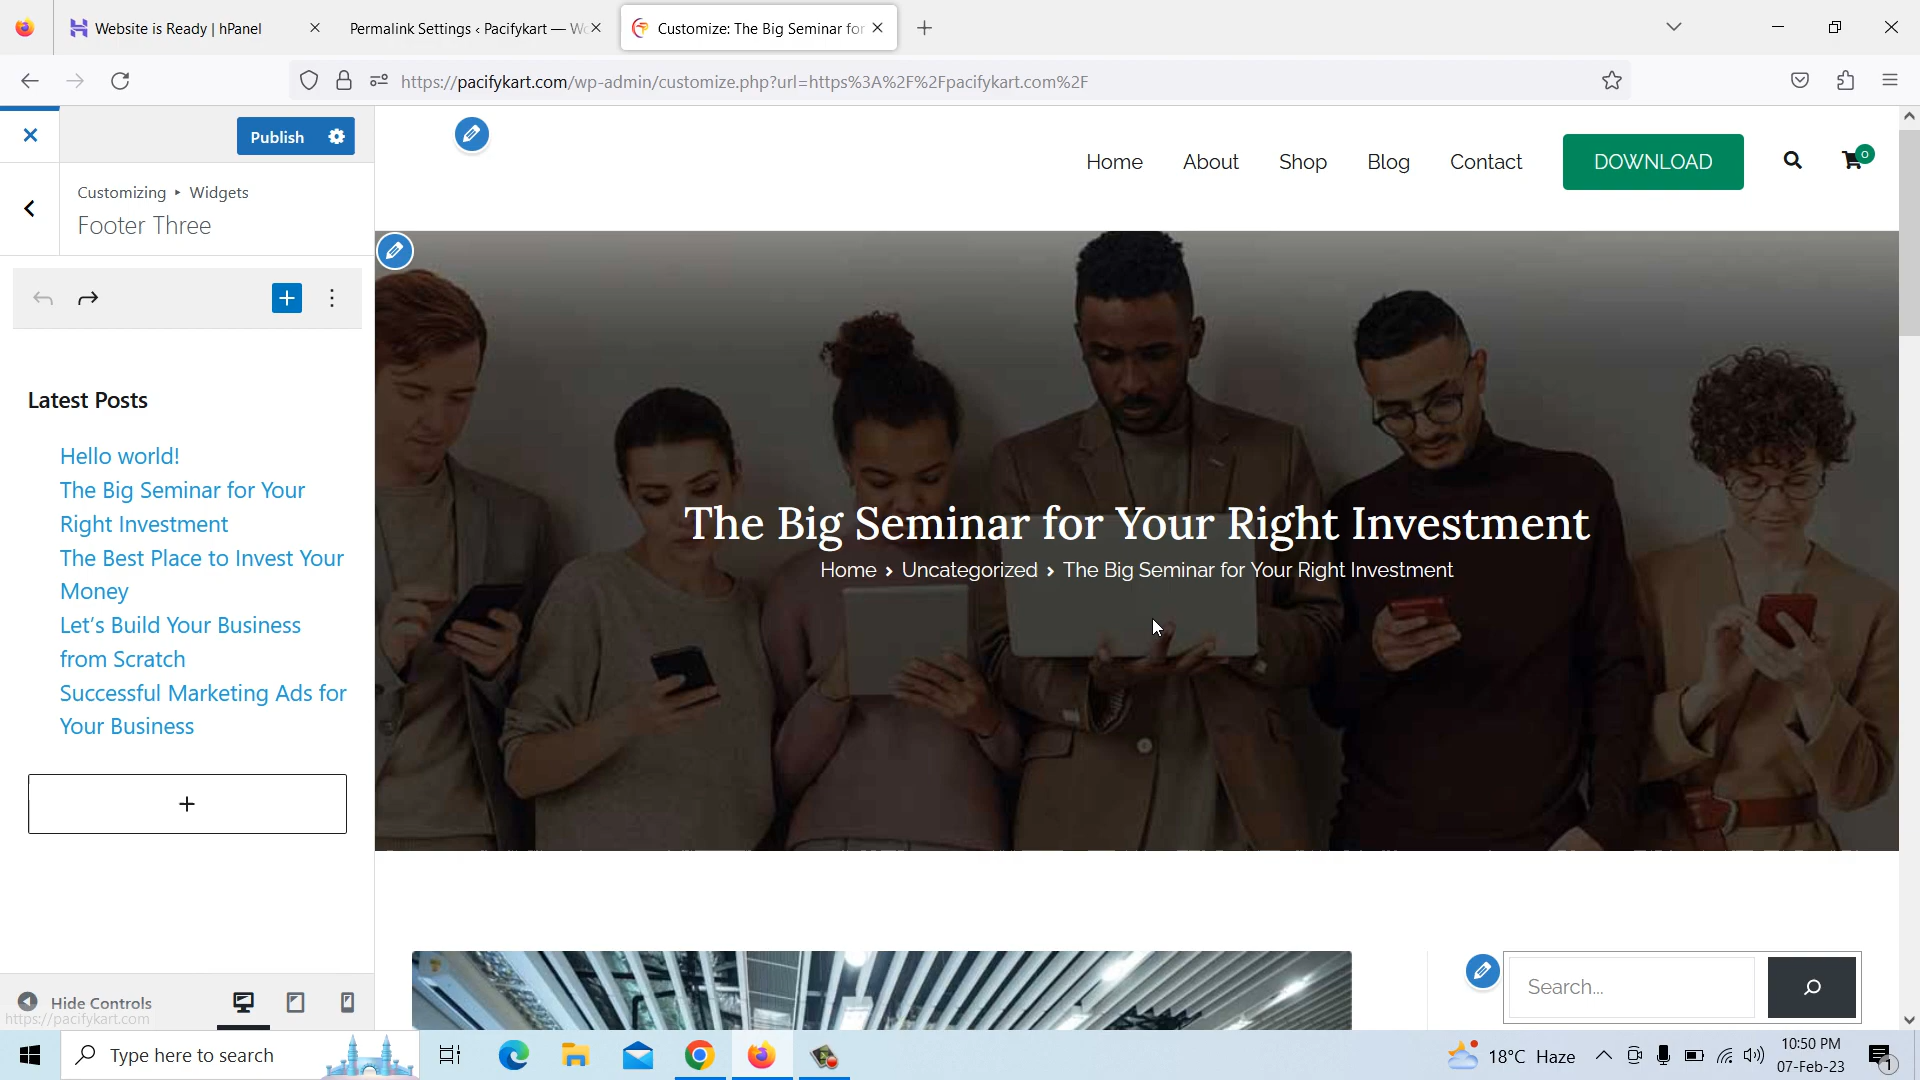 Website is Ready | hPanel
Permalink Settings ‹ Pacifykart — Wo
Customize: The Big Seminar for
https://pacifykart.com/wp-admin/customize.php?url=https%3A%2F%2Fpacifykart.com%2F
Publish
Customizing ▸ Widgets
Footer Three
Latest Posts
Hello world!
The Big Seminar for Your
Right Investment
The Best Place to Invest Your
Money
Let's Build Your Business
from Scratch
Successful Marketing Ads for
Your Business
+
Hide Controls
https://pacifykart.com
Home About Shop Blog Contact DOWNLOAD 0
The Big Seminar for Your Right Investment
Home › Uncategorized › The Big Seminar for Your Right Investment
Search...
Type here to search
18°C Haze
10:50 PM
07-Feb-23
1